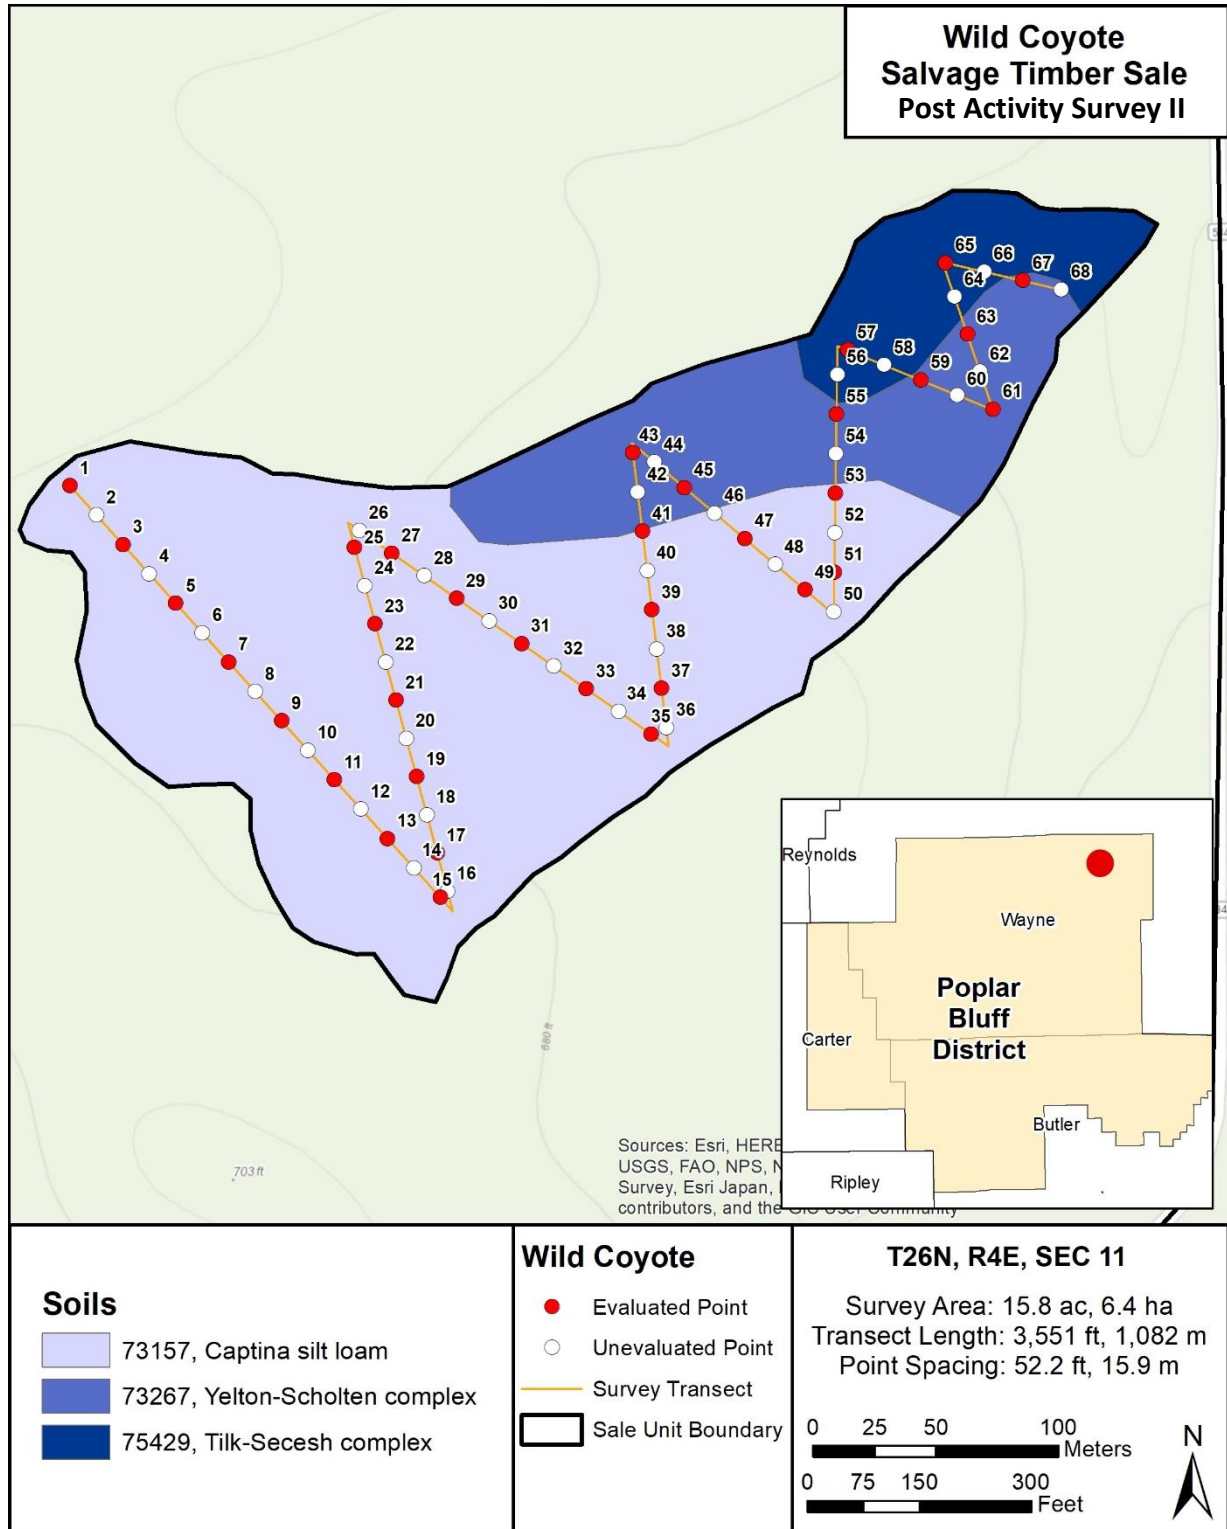 Wild Coyote
Salvage Timber Sale
Post Activity Survey II
1
2
3
4
5
6
7
8
9
10
11
12
13
14
15
16
17
18
19
20
21
22
23
24
25
26
27
28
29
30
31
32
33
34
35
36
37
38
39
40
41
42
43
44
45
46
47
48
49
50
51
52
53
54
55
56
57
58
59
60
61
62
63
64
65
66
67
68
680 ft
703 ft
Sources: Esri, HERE
USGS, FAO, NPS, N
Survey, Esri Japan,
contributors, and the GIS User Community
Reynolds
Wayne
Poplar
Bluff
District
Carter
Butler
Ripley
Soils
73157, Captina silt loam
73267, Yelton-Scholten complex
75429, Tilk-Secesh complex
Wild Coyote
Evaluated Point
Unevaluated Point
Survey Transect
Sale Unit Boundary
T26N, R4E, SEC 11
Survey Area: 15.8 ac, 6.4 ha
Transect Length: 3,551 ft, 1,082 m
Point Spacing: 52.2 ft, 15.9 m
0 25 50 100
Meters
0 75 150 300
Feet
N